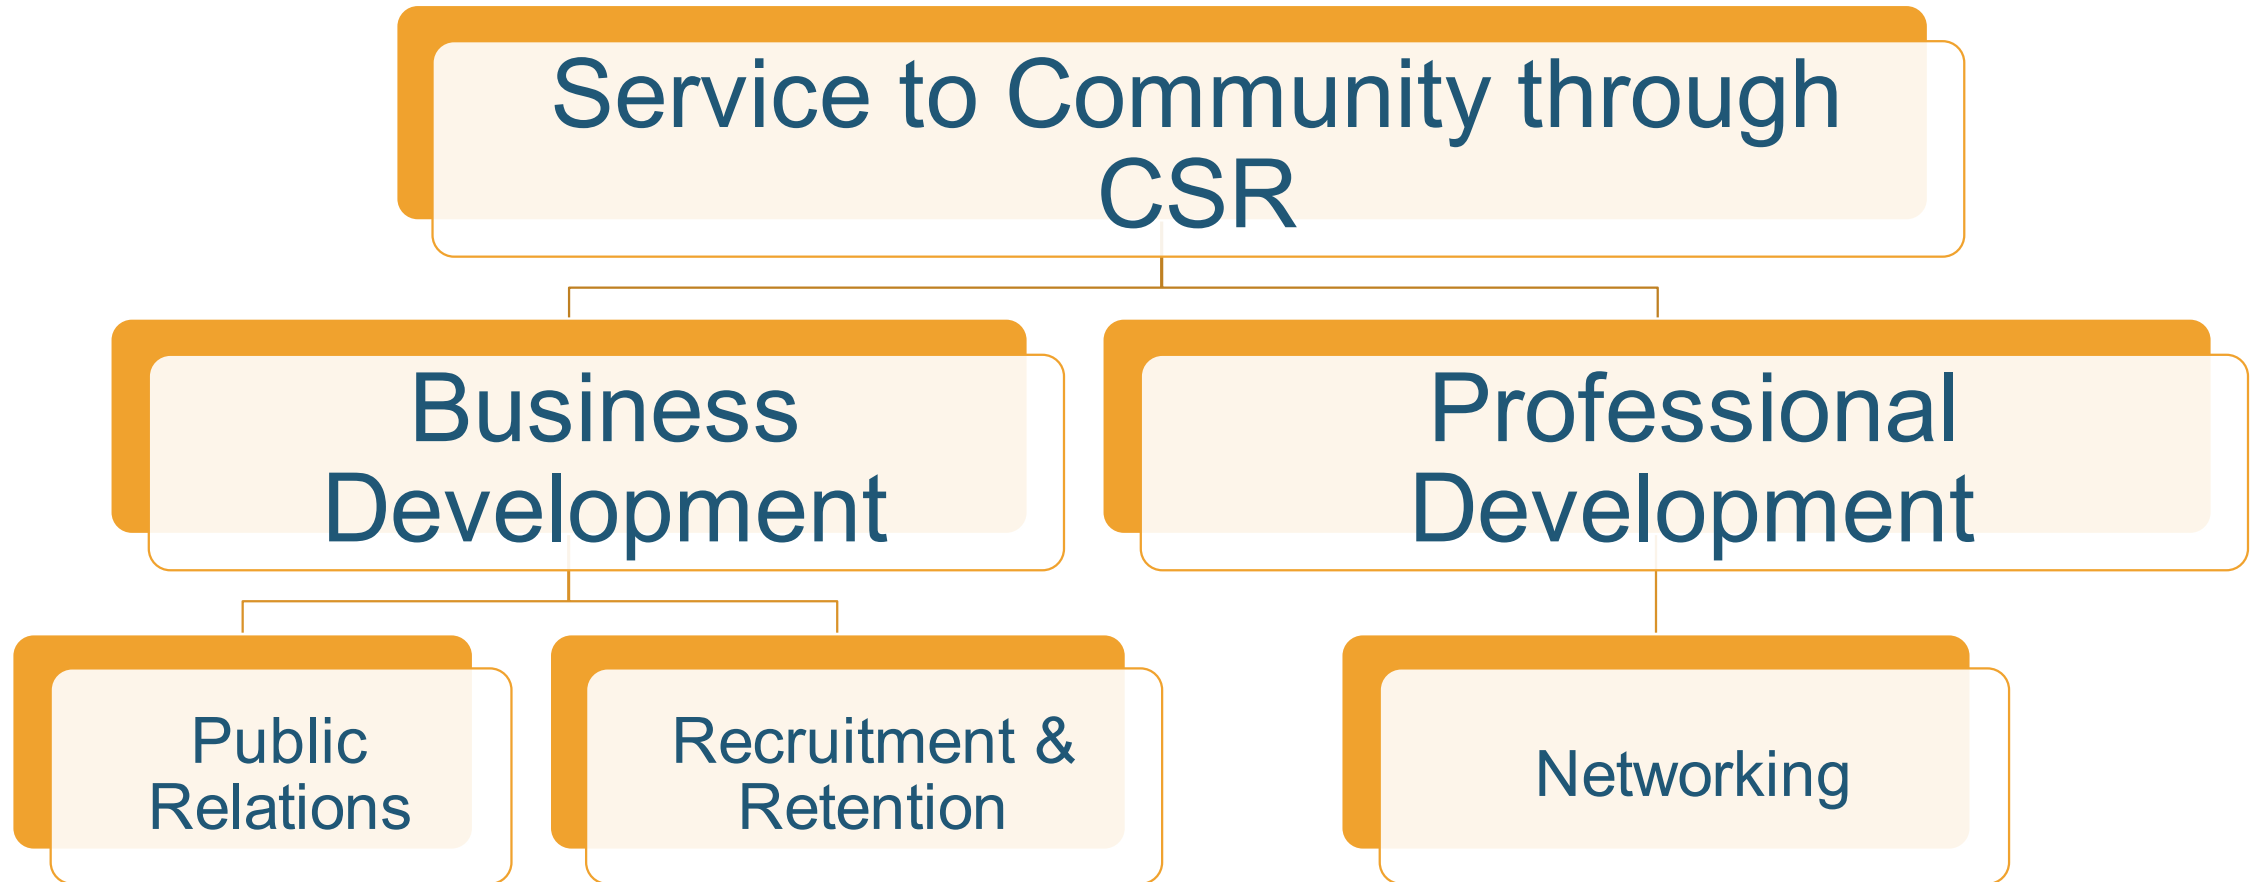 Service to Community through
CSR
Business
Development
Professional
Development
Public
Relations
Recruitment &
Retention
Networking